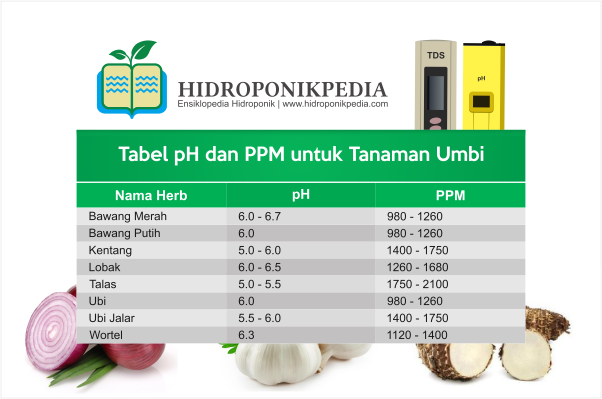 HIDROPONIKPEDIA
Ensiklopedia Hidroponik | www.hidroponikpedia.com
TDS
pH
Tabel pH dan PPM untuk Tanaman Umbi
Nama Herb pH PPM
Bawang Merah 6.0 - 6.7 980 - 1260
Bawang Putih 6.0 980 - 1260
Kentang 5.0 - 6.0 1400 - 1750
Lobak 6.0 - 6.5 1260 - 1680
Talas 5.0 - 5.5 1750 - 2100
Ubi 6.0 980 - 1260
Ubi Jalar 5.5 - 6.0 1400 - 1750
Wortel 6.3 1120 - 1400